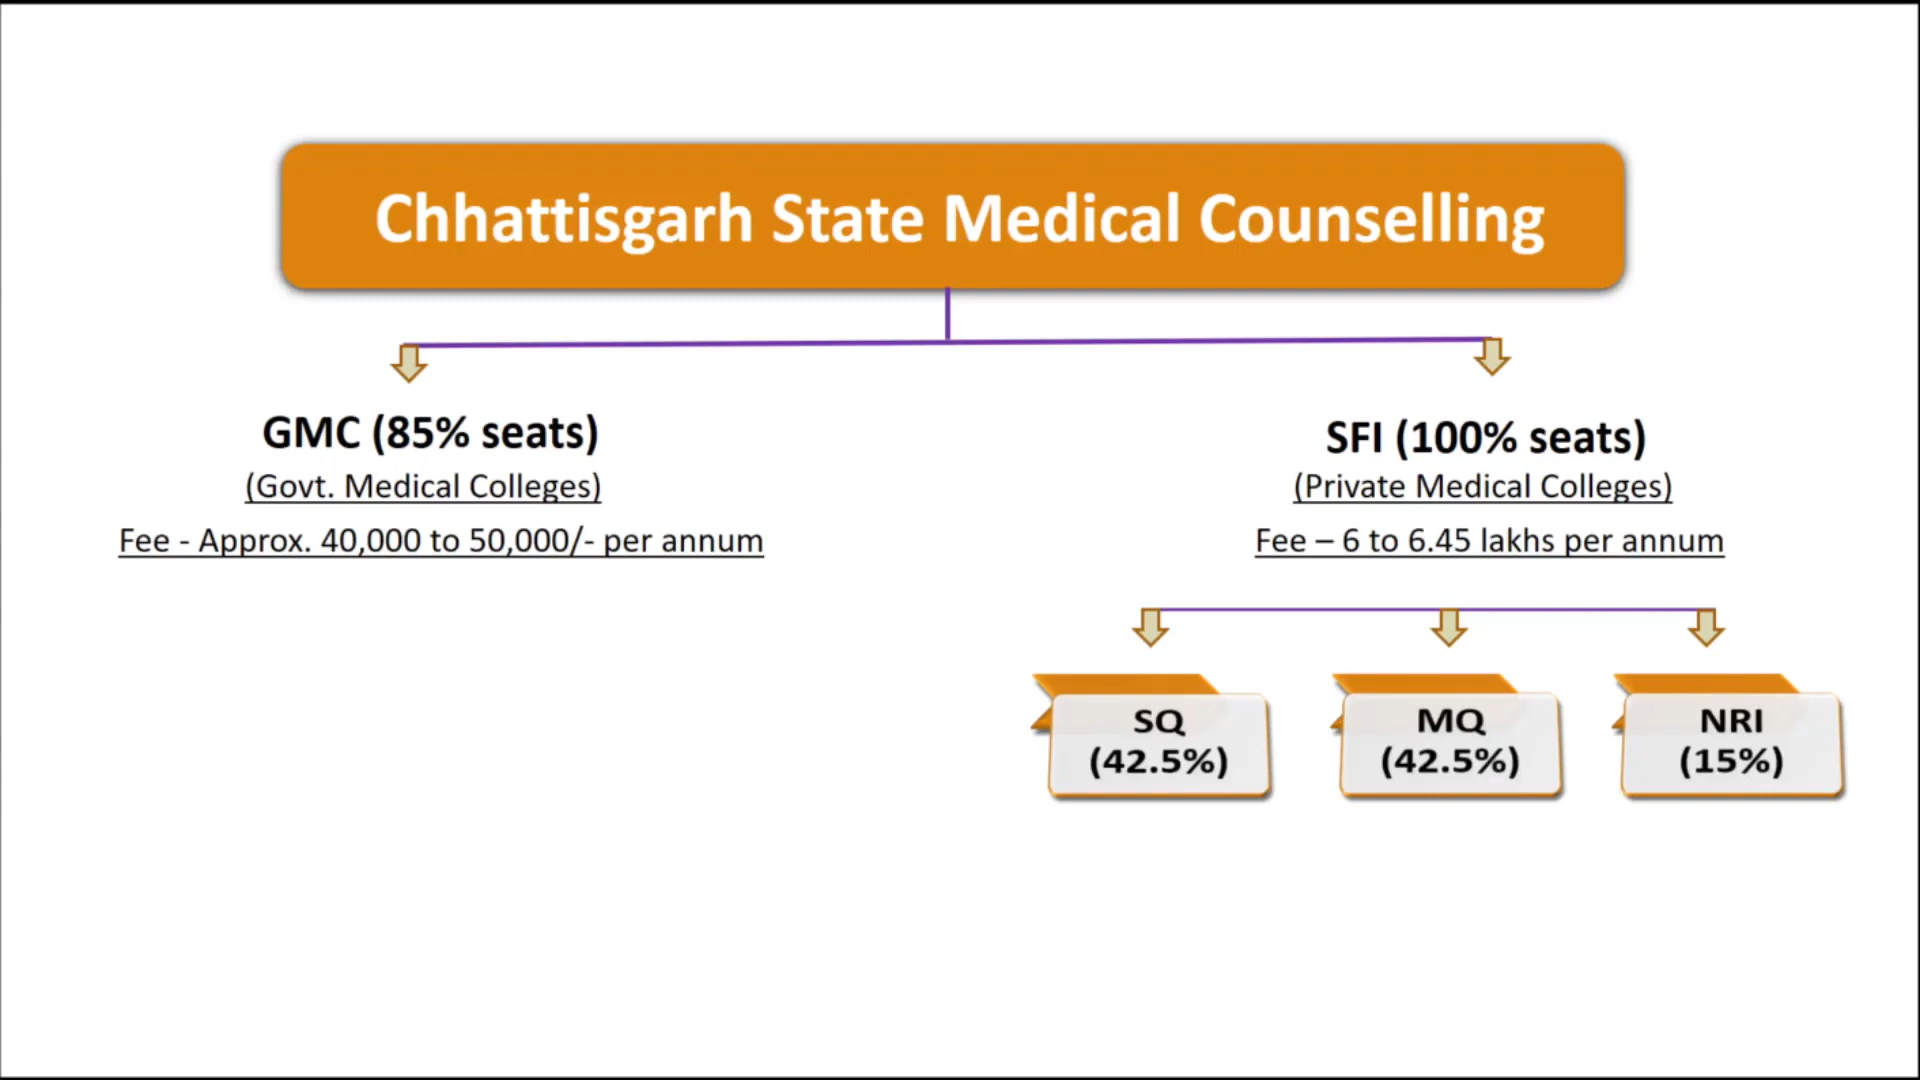 Chhattisgarh State Medical Counselling
GMC (85% seats)
(Govt. Medical Colleges)
Fee - Approx. 40,000 to 50,000/- per annum
SFI (100% seats)
(Private Medical Colleges)
Fee – 6 to 6.45 lakhs per annum
SQ
(42.5%)
MQ
(42.5%)
NRI
(15%)